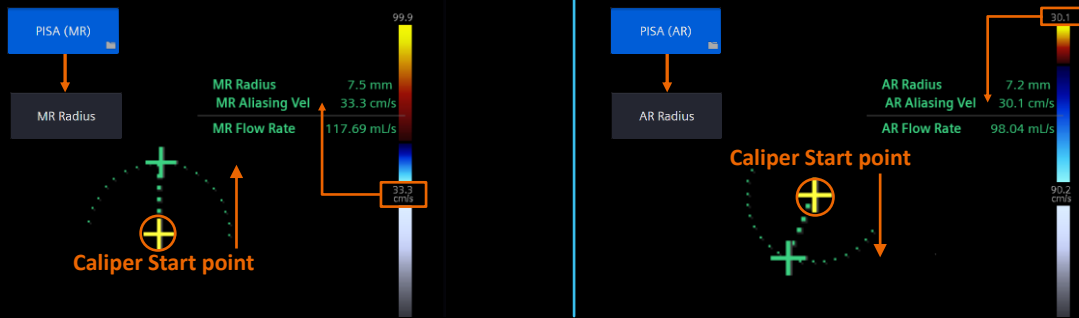 PISA (MR)
MR Radius
MR Radius 7.5 mm
MR Aliasing Vel 33.3 cm/s
MR Flow Rate 117.69 mL/s
99.9
33.3
cm/s
Caliper Start point
PISA (AR)
AR Radius
AR Radius 7.2 mm
AR Aliasing Vel 30.1 cm/s
AR Flow Rate 98.04 mL/s
30.1
90.2
cm/s
Caliper Start point